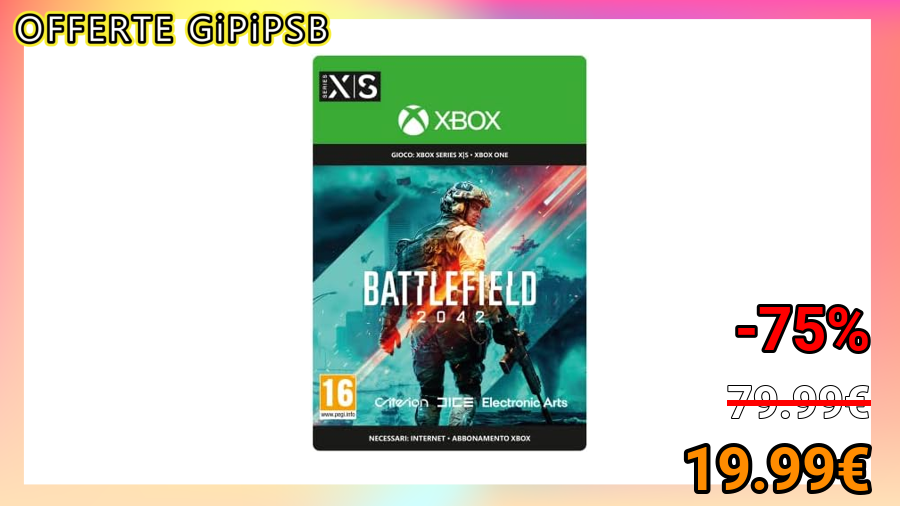 OFFERTE GiPiPSB
SERIES X|S
XBOX
GIOCO: XBOX SERIES X|S • XBOX ONE
BATTLEFIELD
2042
16
www.pegi.info
Criterion DICE Electronic Arts
NECESSARI: INTERNET • ABBONAMENTO XBOX
-75%
79.99€
19.99€